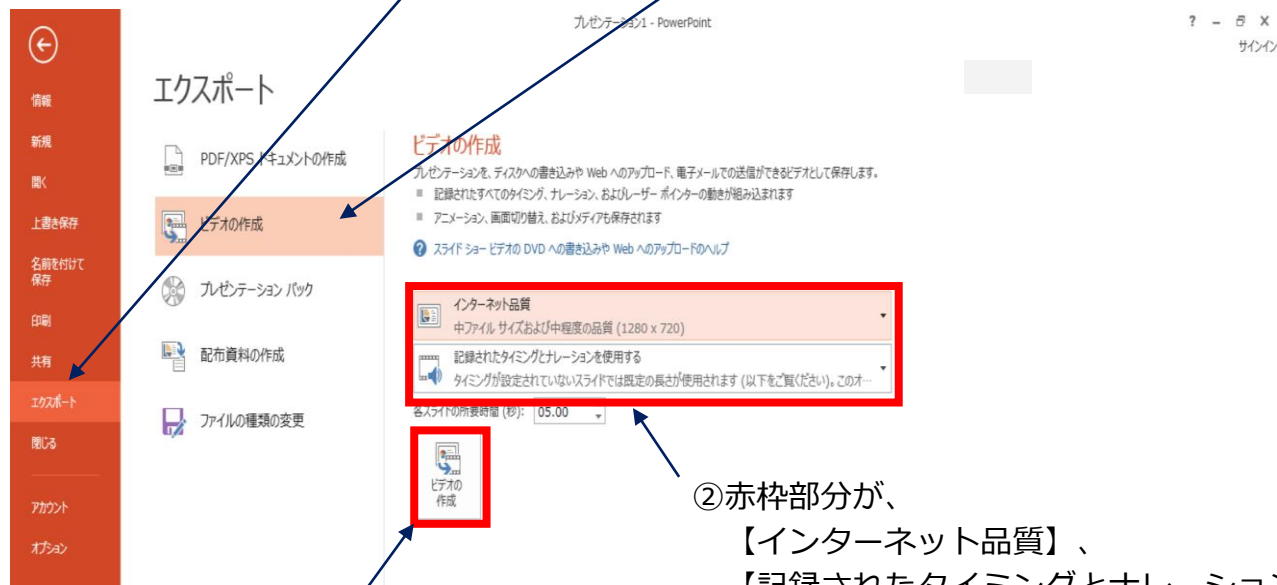 プレゼンテーション1 - PowerPoint
? – X
サインイン
情報
新規
開く
上書き保存
名前を付けて
保存
印刷
共有
エクスポート
閉じる
アカウント
オプション
エクスポート
PDF/XPS ドキュメントの作成
ビデオの作成
プレゼンテーション パック
配布資料の作成
ファイルの種類の変更
ビデオの作成
プレゼンテーションを、ディスクへの書き込みや Web へのアップロード、電子メールでの送信ができるビデオとして保存します。
記録されたすべてのタイミング、ナレーション、およびレーザー ポインターの動きが組み込まれます
アニメーション、画面切り替え、およびメディアも保存されます
スライド ショー ビデオの DVD への書き込みや Web へのアップロードのヘルプ
インターネット品質
中ファイル サイズおよび中程度の品質 (1280 x 720)
記録されたタイミングとナレーションを使用する
タイミングが設定されていないスライドでは既定の長さが使用されます (以下をご覧ください)。このオ…
各スライドの所要時間 (秒): 05.00
ビデオの
作成
②赤枠部分が、
【インターネット品質】、
【記録されたタイミングとナレーション